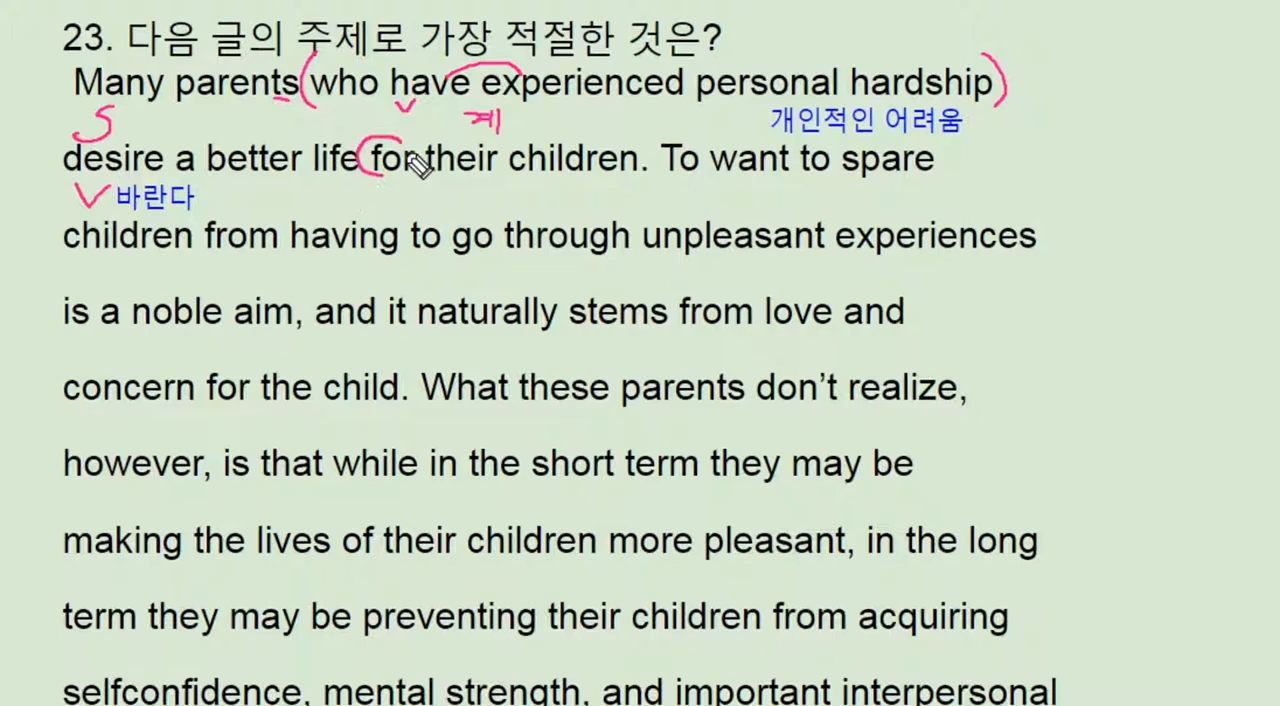 23. 다음 글의 주제로 가장 적절한 것은?
Many parents who have experienced personal hardship
S 계 개인적인 어려움
desire a better life for their children. To want to spare
V 바란다
children from having to go through unpleasant experiences
is a noble aim, and it naturally stems from love and
concern for the child. What these parents don’t realize,
however, is that while in the short term they may be
making the lives of their children more pleasant, in the long
term they may be preventing their children from acquiring
selfconfidence, mental strength, and important interpersonal